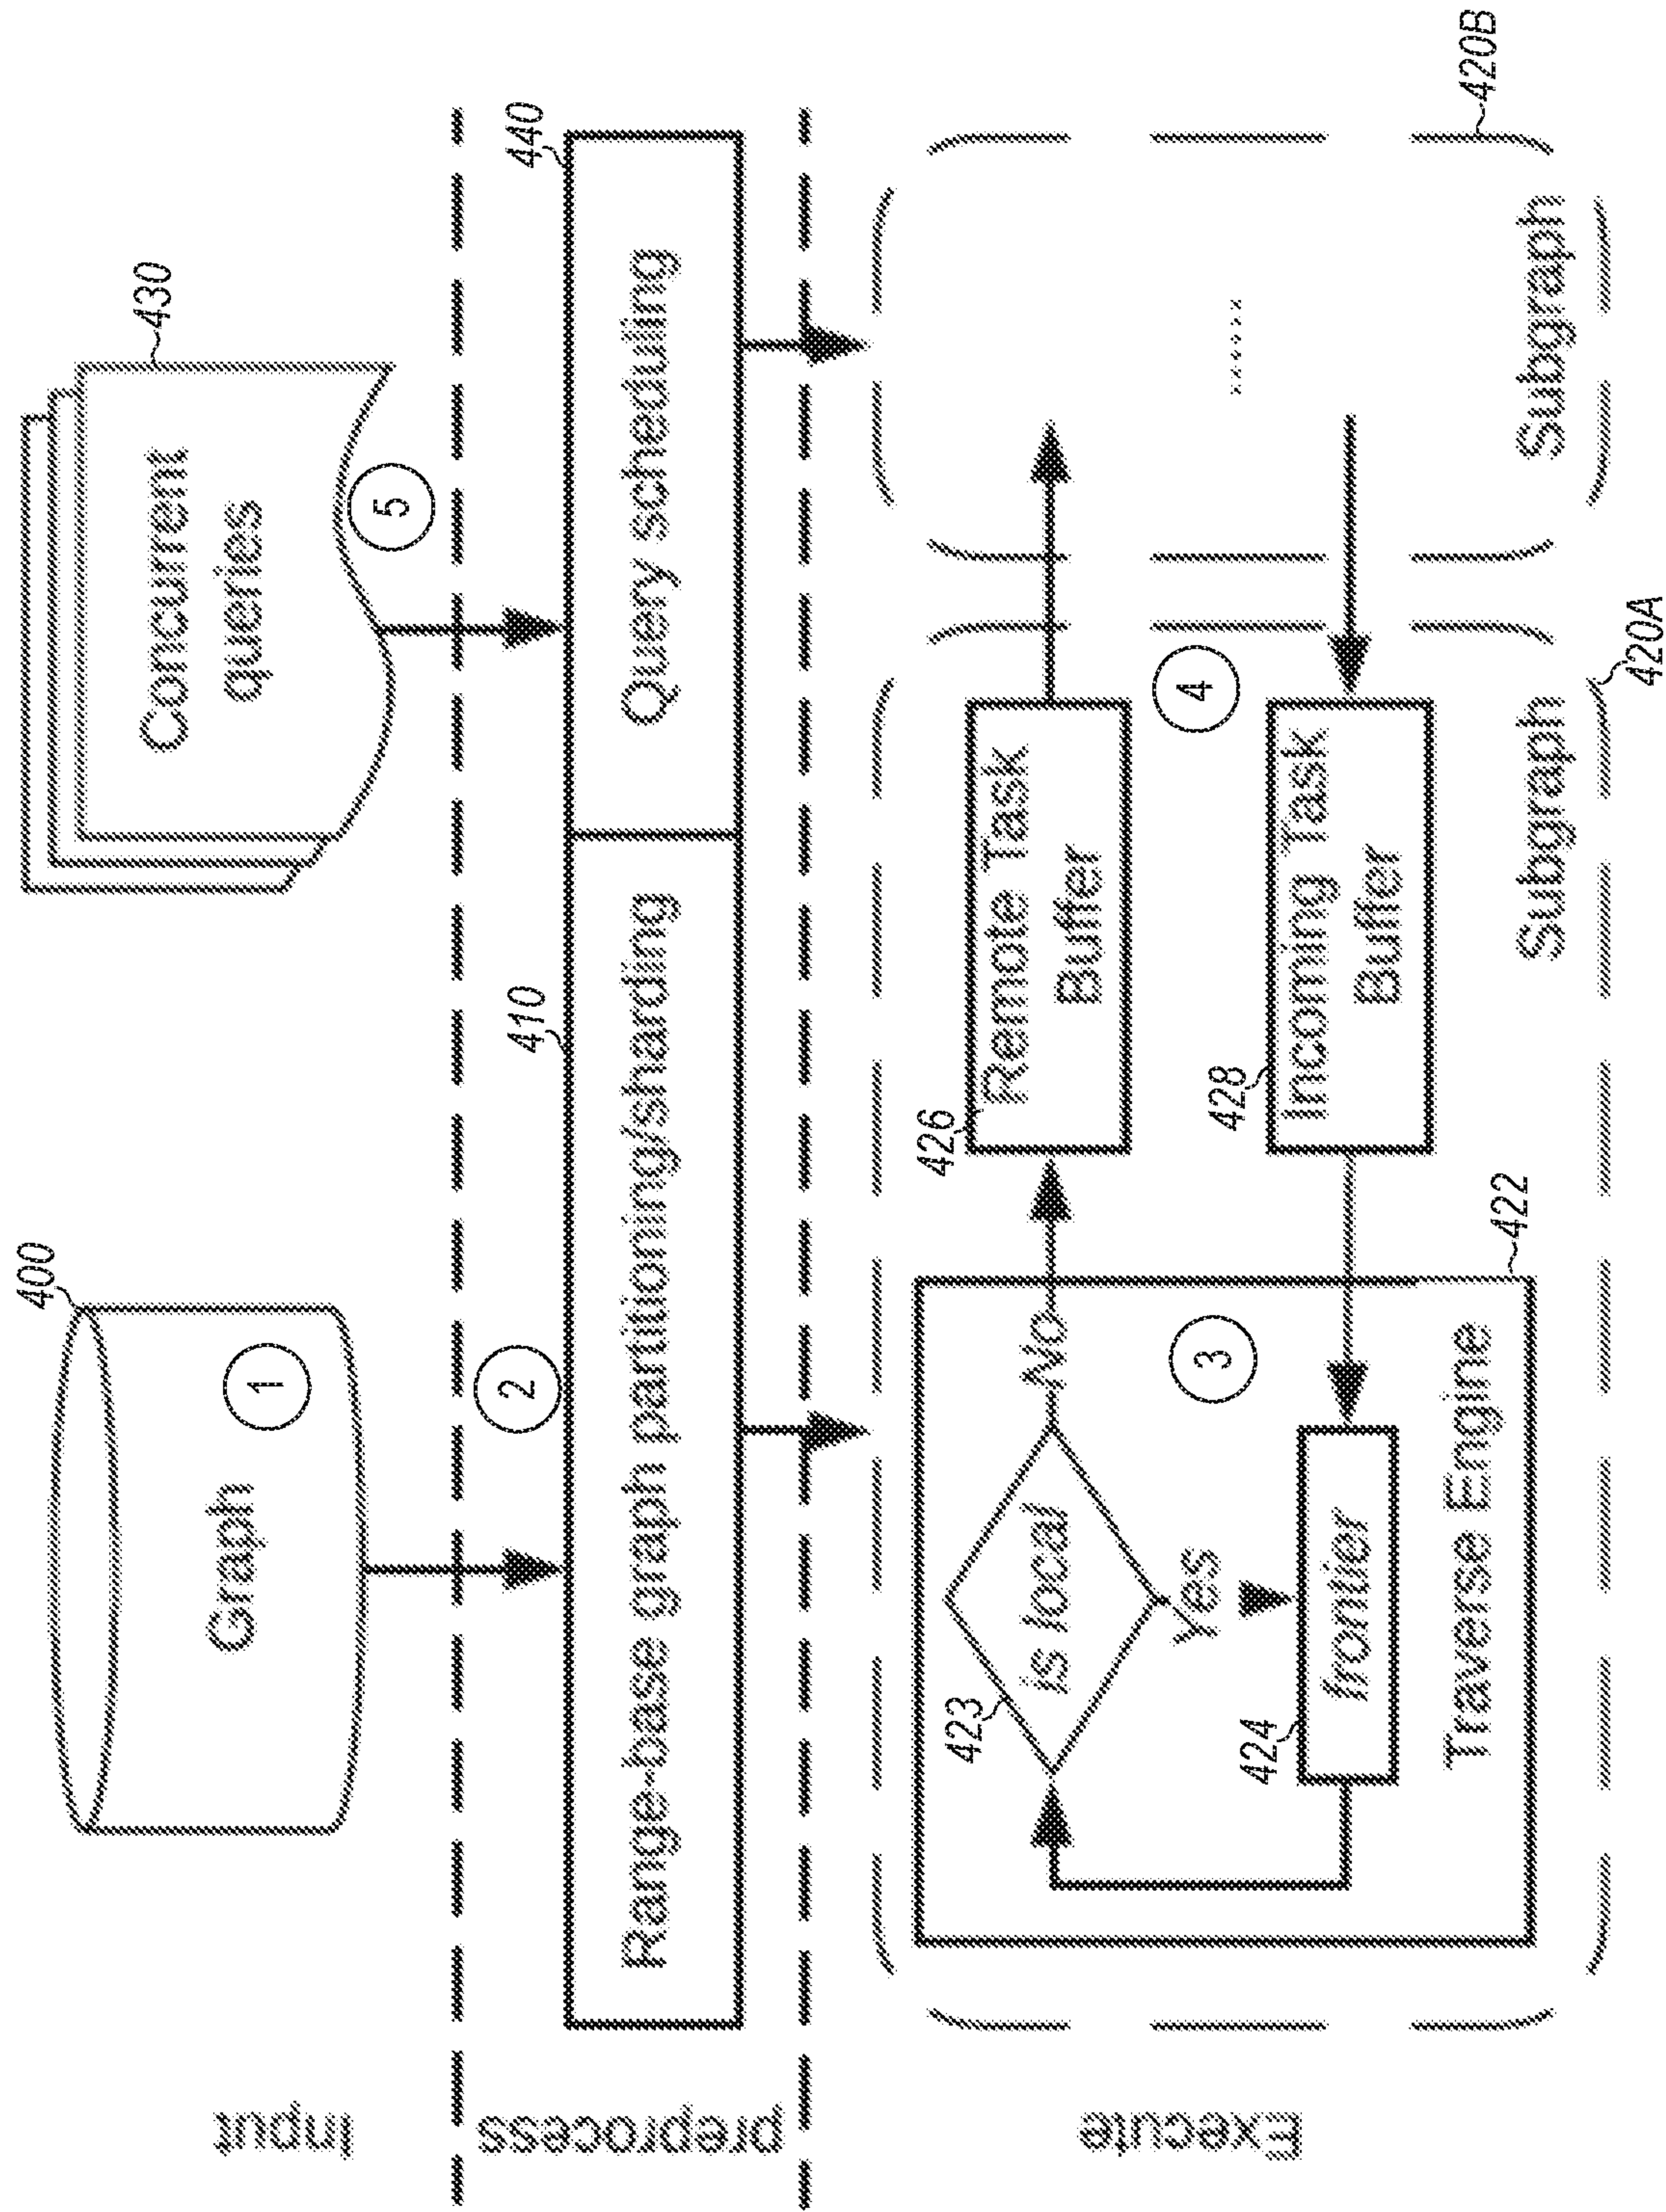 Input
400
Graph
1
Concurrent
queries
430
5
preprocess
2
Range-base graph partitioning/sharding
410
Query scheduling
440
Execute
423
is local
No
Yes
424
frontier
3
Traverse Engine
422
426
Remote Task
Buffer
4
428
Incoming Task
Buffer
Subgraph
420A
.......
Subgraph
420B